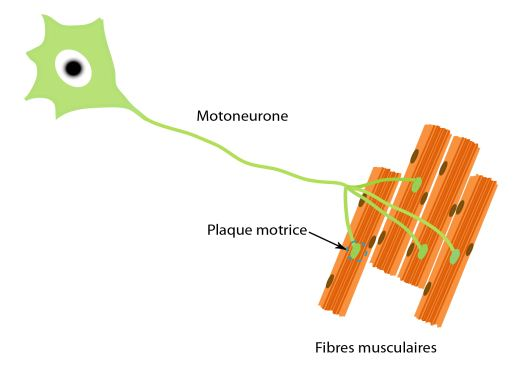 Motoneurone
Plaque motrice
Fibres musculaires